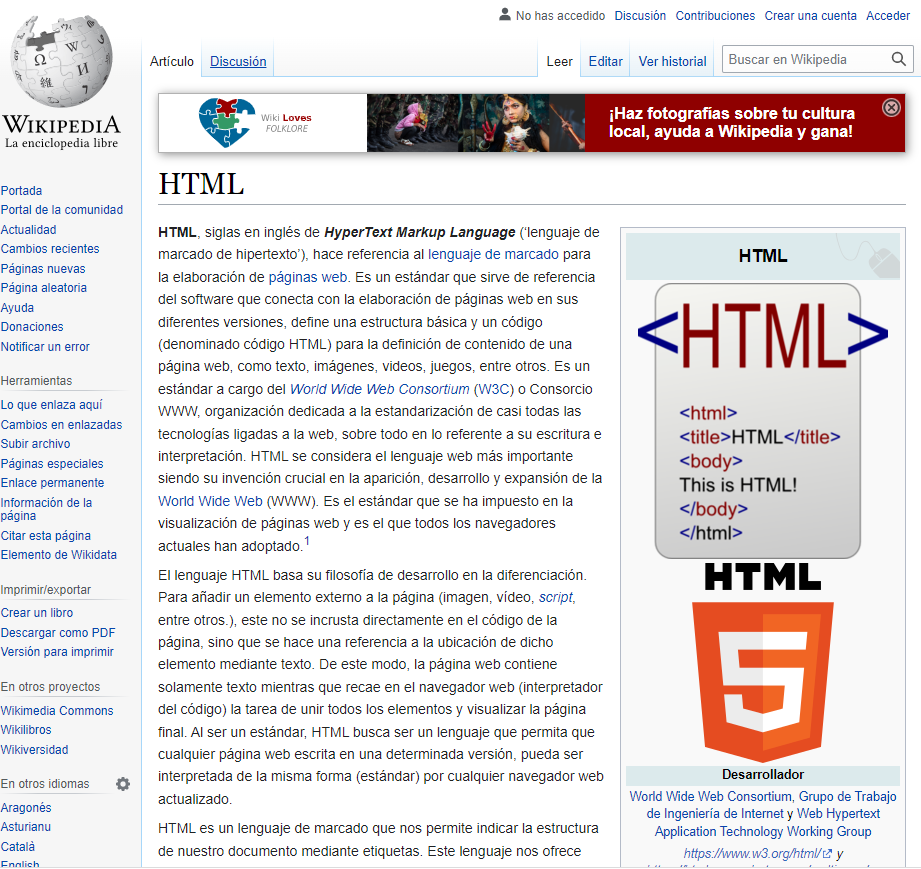 No has accedido Discusión Contribuciones Crear una cuenta Acceder
Artículo Discusión Leer Editar Ver historial Buscar en Wikipedia
WIKIPEDIA
La enciclopedia libre
Wiki Loves
FOLKLORE
¡Haz fotografías sobre tu cultura
local, ayuda a Wikipedia y gana!
Portada
Portal de la comunidad
Actualidad
Cambios recientes
Páginas nuevas
Página aleatoria
Ayuda
Donaciones
Notificar un error
Herramientas
Lo que enlaza aquí
Cambios en enlazadas
Subir archivo
Páginas especiales
Enlace permanente
Información de la
página
Citar esta página
Elemento de Wikidata
Imprimir/exportar
Crear un libro
Descargar como PDF
Versión para imprimir
En otros proyectos
Wikimedia Commons
Wikilibros
Wikiversidad
En otros idiomas
Aragonés
Asturianu
Català
English
HTML
HTML, siglas en inglés de HyperText Markup Language (‘lenguaje de
marcado de hipertexto’), hace referencia al lenguaje de marcado para
la elaboración de páginas web. Es un estándar que sirve de referencia
del software que conecta con la elaboración de páginas web en sus
diferentes versiones, define una estructura básica y un código
(denominado código HTML) para la definición de contenido de una
página web, como texto, imágenes, videos, juegos, entre otros. Es un
estándar a cargo del World Wide Web Consortium (W3C) o Consorcio
WWW, organización dedicada a la estandarización de casi todas las
tecnologías ligadas a la web, sobre todo en lo referente a su escritura e
interpretación. HTML se considera el lenguaje web más importante
siendo su invención crucial en la aparición, desarrollo y expansión de la
World Wide Web (WWW). Es el estándar que se ha impuesto en la
visualización de páginas web y es el que todos los navegadores
actuales han adoptado.1
El lenguaje HTML basa su filosofía de desarrollo en la diferenciación.
Para añadir un elemento externo a la página (imagen, vídeo, script,
entre otros.), este no se incrusta directamente en el código de la
página, sino que se hace una referencia a la ubicación de dicho
elemento mediante texto. De este modo, la página web contiene
solamente texto mientras que recae en el navegador web (interpretador
del código) la tarea de unir todos los elementos y visualizar la página
final. Al ser un estándar, HTML busca ser un lenguaje que permita que
cualquier página web escrita en una determinada versión, pueda ser
interpretada de la misma forma (estándar) por cualquier navegador web
actualizado.
HTML es un lenguaje de marcado que nos permite indicar la estructura
de nuestro documento mediante etiquetas. Este lenguaje nos ofrece
HTML
<HTML>
<html>
<title>HTML</title>
<body>
This is HTML!
</body>
</html>
HTML
5
Desarrollador
World Wide Web Consortium, Grupo de Trabajo
de Ingeniería de Internet y Web Hypertext
Application Technology Working Group
https://www.w3.org/html/ y